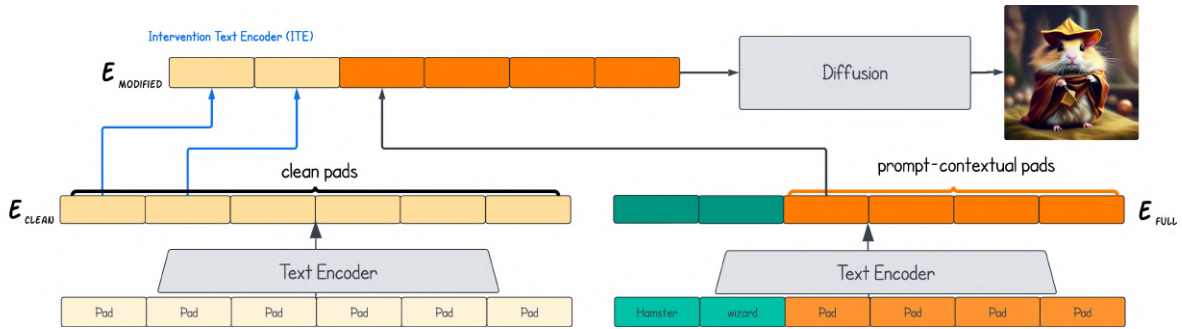 Intervention Text Encoder (ITE)
E MODIFIED
Diffusion
clean pads
prompt-contextual pads
E CLEAN
E FULL
Text Encoder
Text Encoder
Pad Pad Pad Pad Pad Pad
Hamster wizard Pad Pad Pad Pad